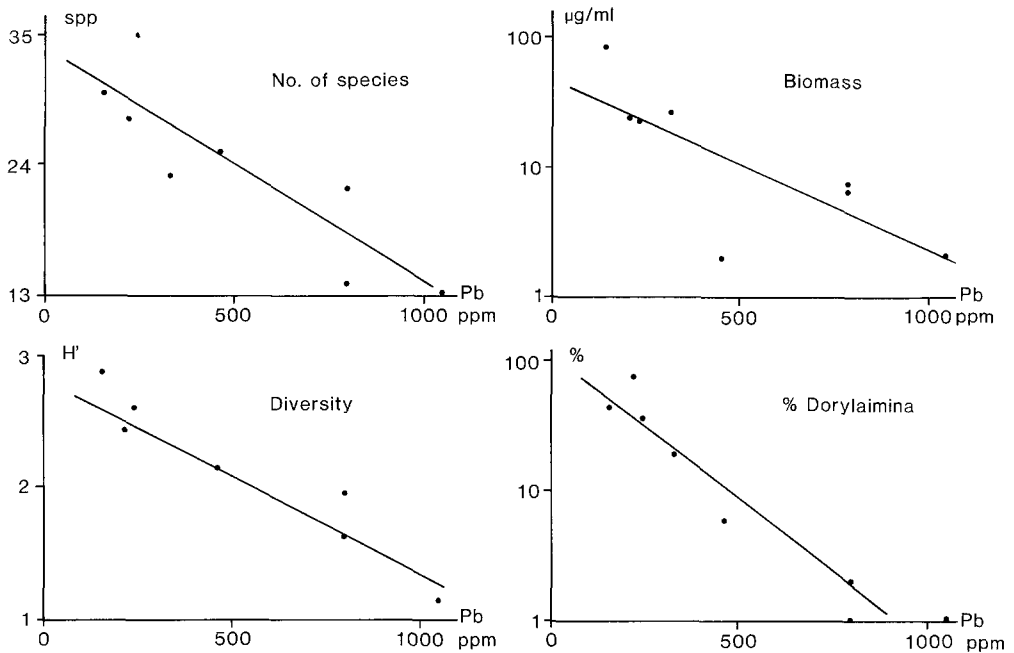 spp
35
24
13
No. of species
0
500
1000
Pb
ppm
µg/ml
100
10
1
Biomass
0
500
1000
Pb
ppm
H'
3
2
1
Diversity
0
500
1000
Pb
ppm
%
100
10
1
% Dorylaimina
0
500
1000
Pb
ppm